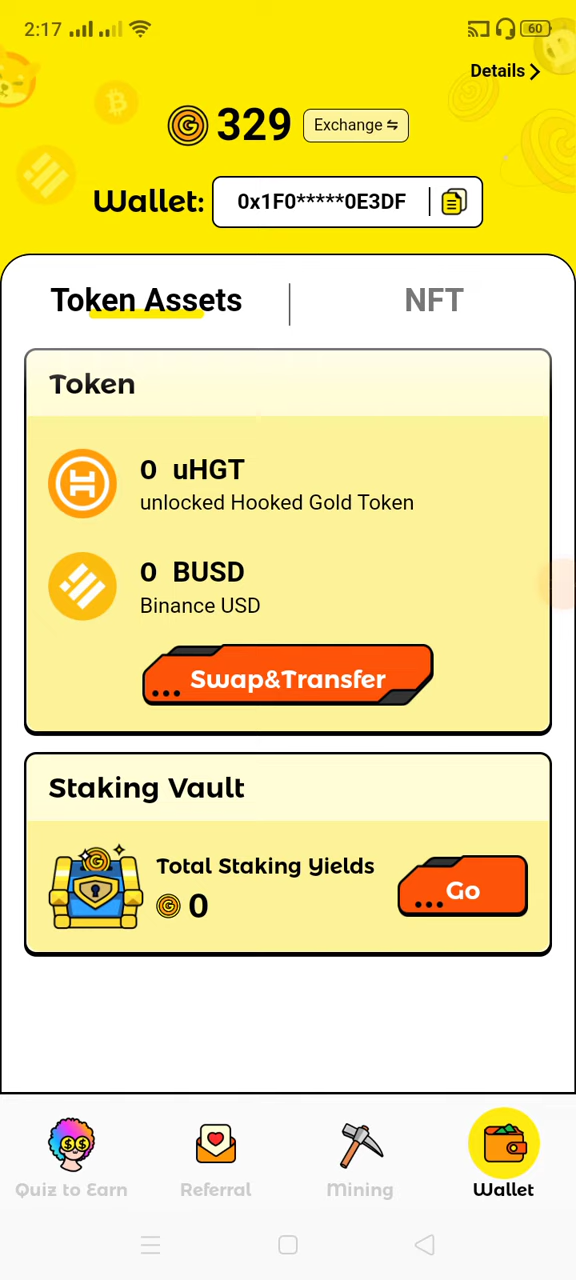 2:17
60
Details
329
Exchange
Wallet:
0x1F0*****0E3DF
Token Assets
NFT
Token
0 uHGT
unlocked Hooked Gold Token
0 BUSD
Binance USD
Swap&Transfer
Staking Vault
Total Staking Yields
0
Go
Quiz to Earn
Referral
Mining
Wallet